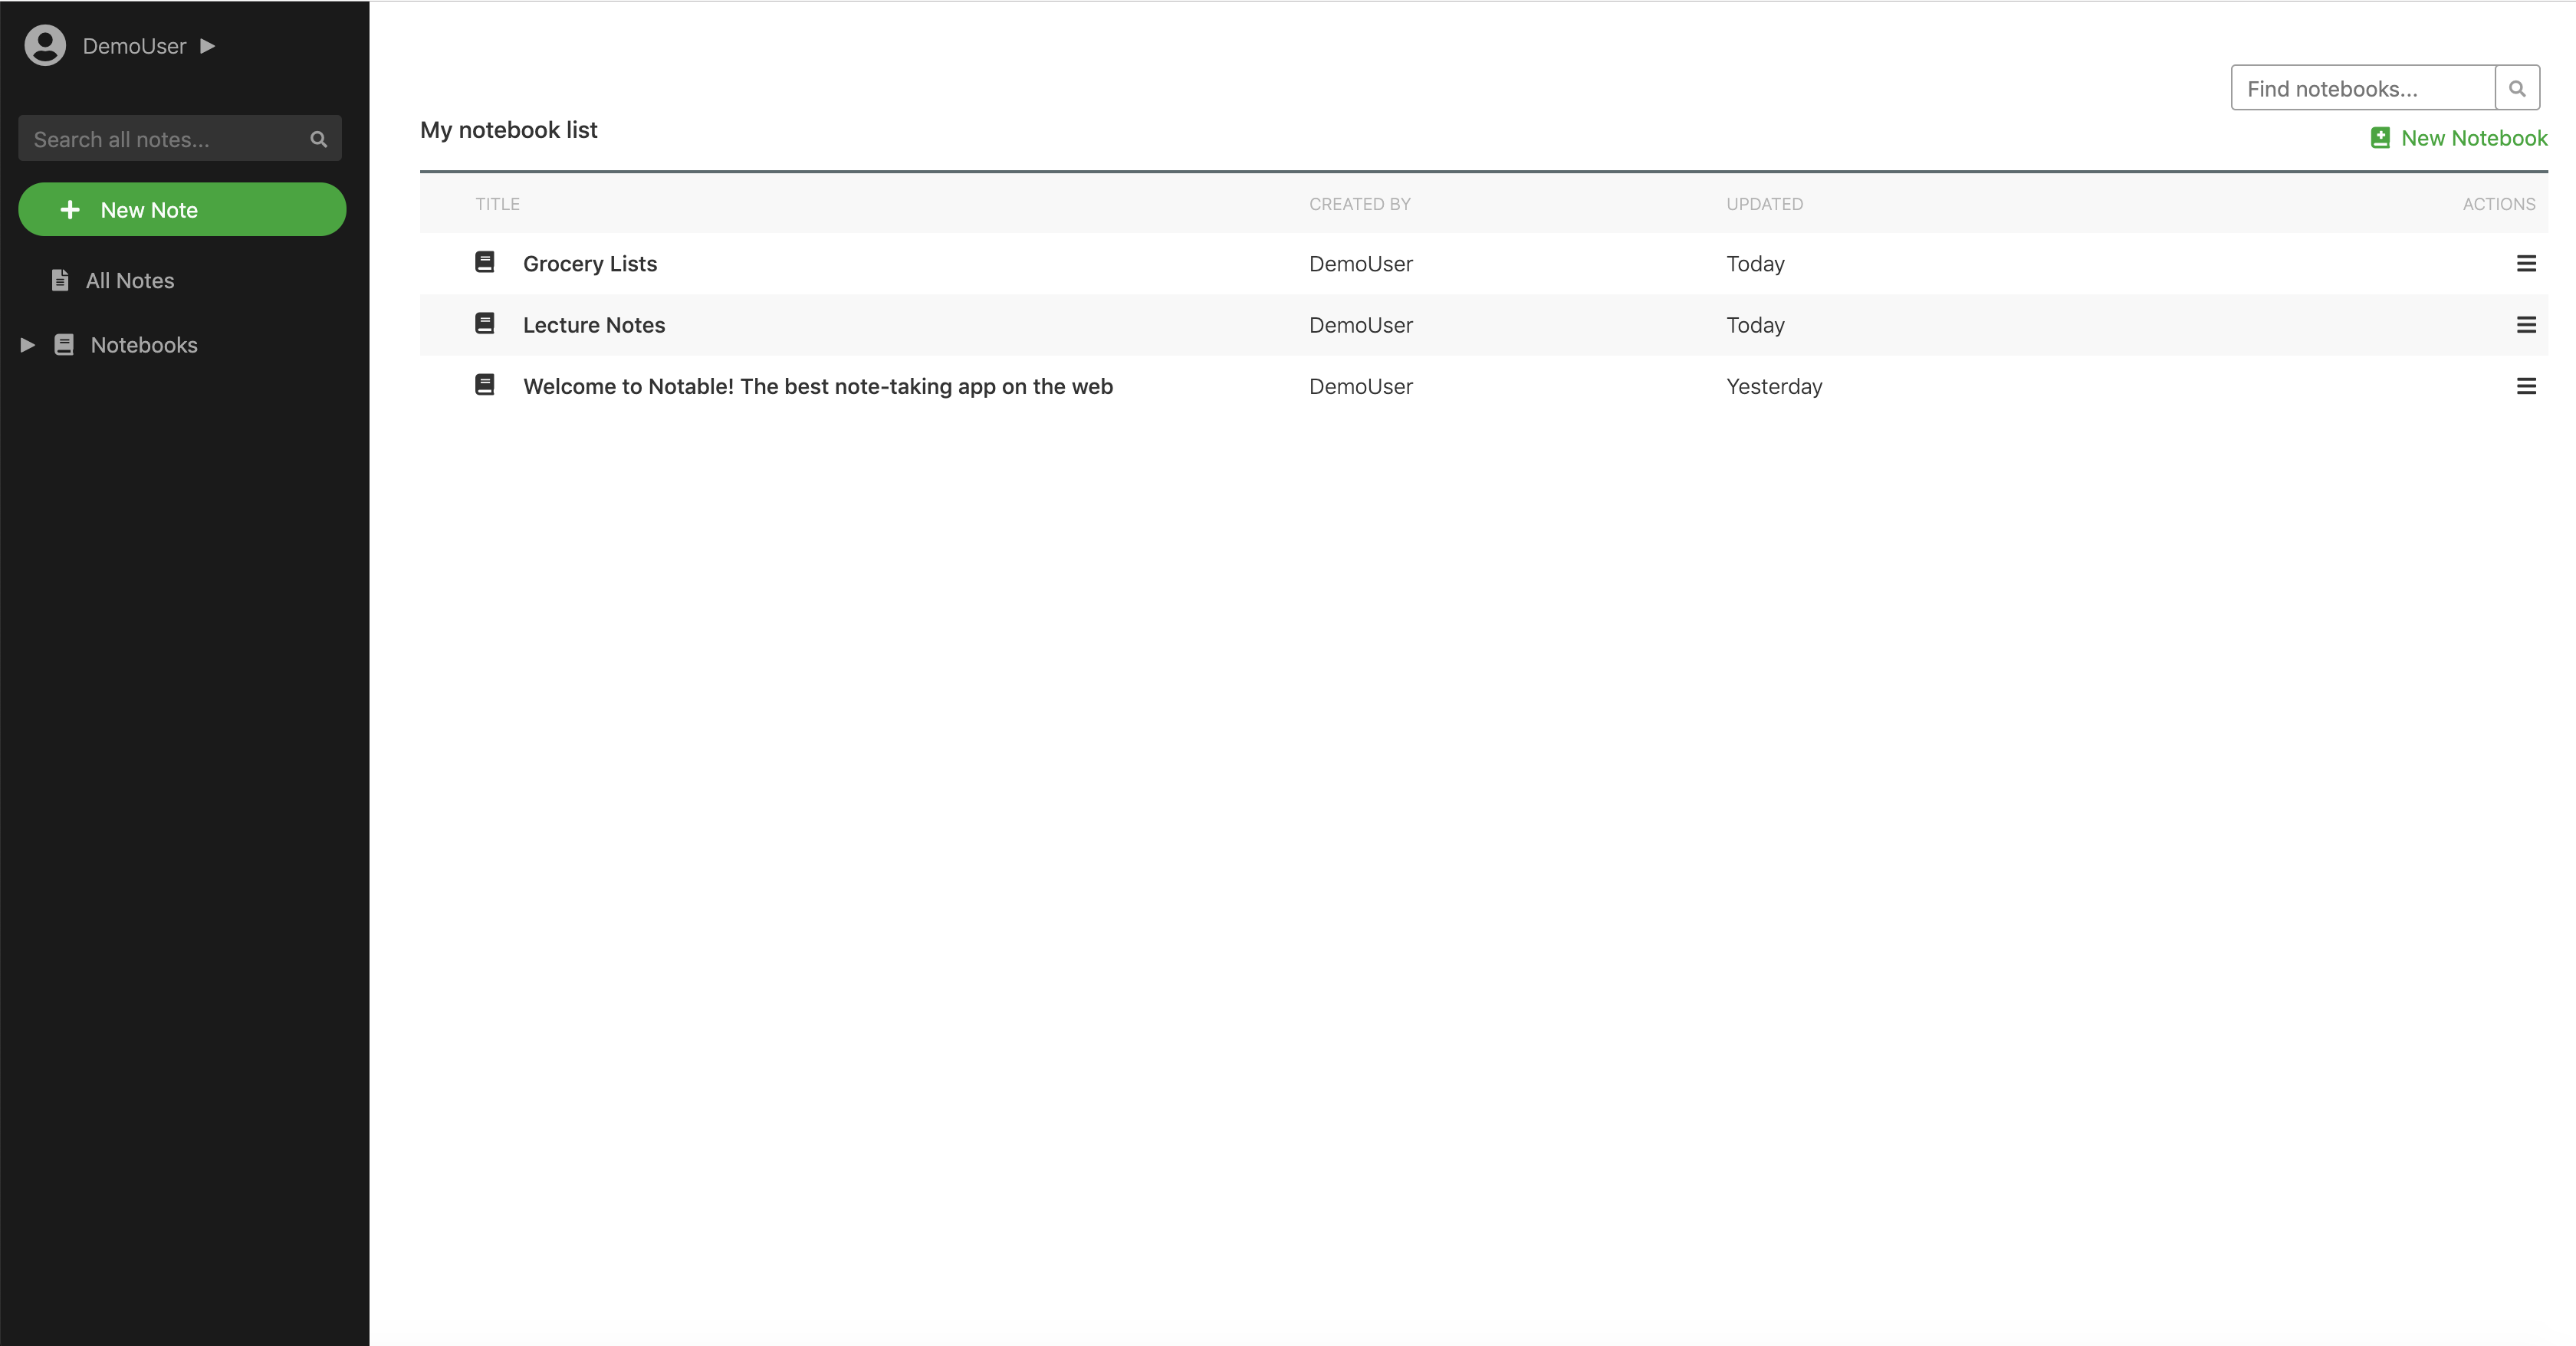 DemoUser
Search all notes...
New Note
All Notes
Notebooks
Find notebooks...
My notebook list
New Notebook
TITLE CREATED BY UPDATED ACTIONS
Grocery Lists DemoUser Today
Lecture Notes DemoUser Today
Welcome to Notable! The best note-taking app on the web DemoUser Yesterday